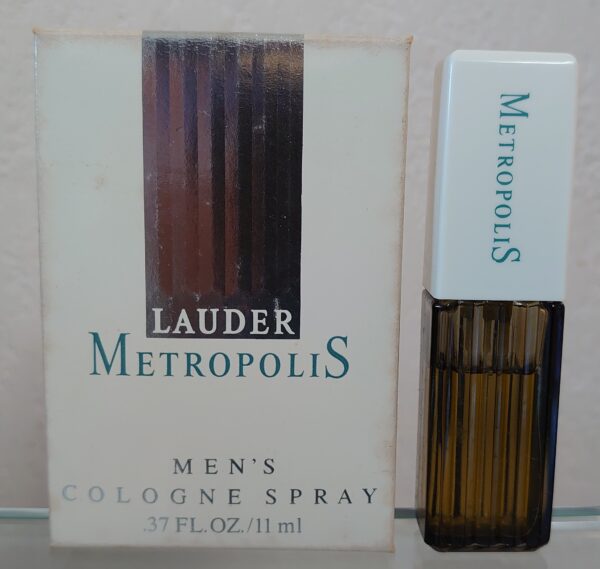 LAUDER
METROPOLIS
MEN'S
COLOGNE SPRAY
.37 FL.OZ./11 ml
METROPOLIS